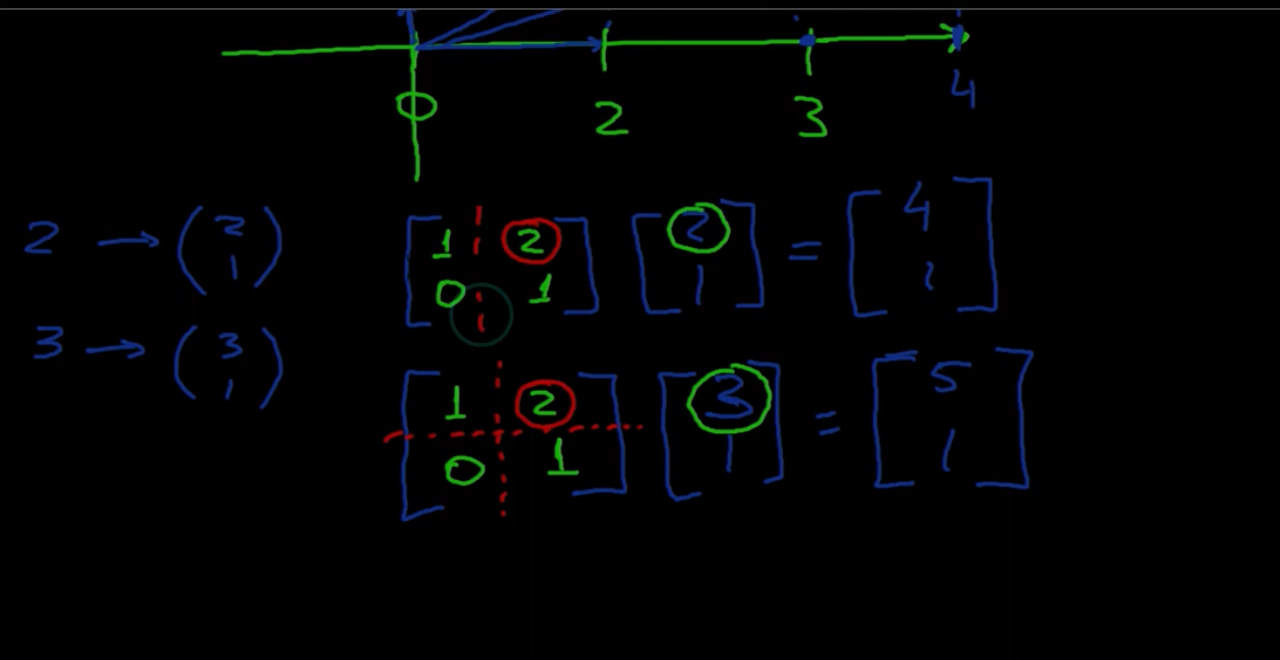 0 2 3 4
2 → (2 1) [1 2 0 1] [2 1] = [4 1]
3 → (3 1) [1 2 0 1] [3 1] = [5 1]